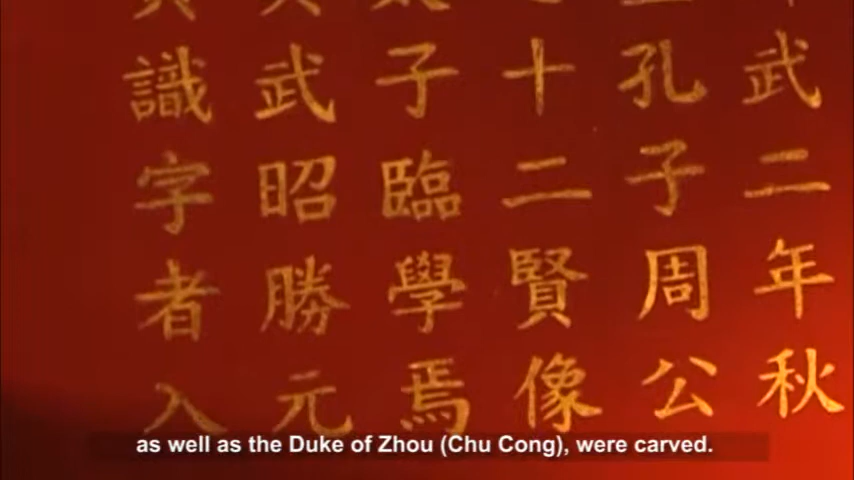 武二年秋
孔子周公
十二賢像
子臨學焉
武昭勝元
識字者入
as well as the Duke of Zhou (Chu Cong), were carved.